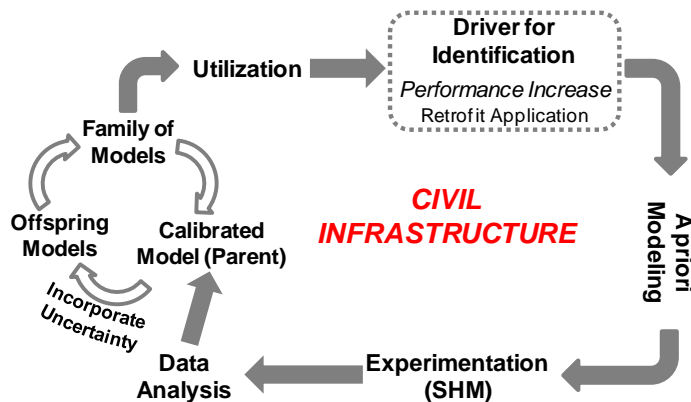 Driver for
Identification
Performance Increase
Retrofit Application
Utilization
Family of
Models
Offspring
Models
Calibrated
Model (Parent)
CIVIL
INFRASTRUCTURE
A priori
Modeling
Incorporate
Uncertainty
Data
Analysis
Experimentation
(SHM)